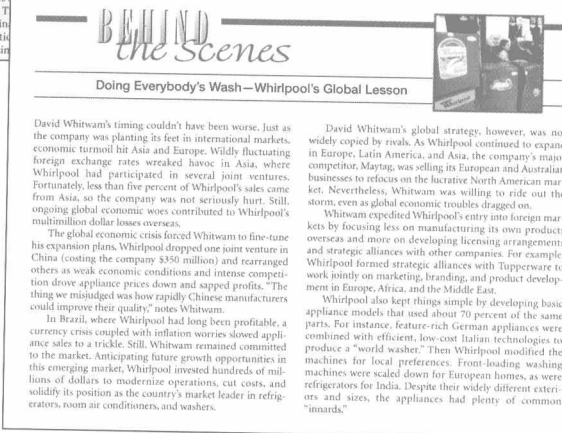 BEHIND
the Scenes
Doing Everybody's Wash—Whirlpool's Global Lesson
David Whitwam's timing couldn't have been worse. Just as
the company was planting its feet in international markets,
economic turmoil hit Asia and Europe. Wildly fluctuating
foreign exchange rates wreaked havoc in Asia, where
Whirlpool had participated in several joint ventures.
Fortunately, less than five percent of Whirlpool's sales came
from Asia, so the company was not seriously hurt. Still,
ongoing global economic woes contributed to Whirlpool's
multimillion dollar losses overseas.
The global economic crisis forced Whitwam to fine-tune
his expansion plans. Whirlpool dropped one joint venture in
China (costing the company $350 million) and rearranged
others as weak economic conditions and intense competi-
tion drove appliance prices down and sapped profits. "The
thing we misjudged was how rapidly Chinese manufacturers
could improve their quality," notes Whitwam.
In Brazil, where Whirlpool had long been profitable, a
currency crisis coupled with inflation worries slowed appli-
ance sales to a trickle. Still, Whitwam remained committed
to the market. Anticipating future growth opportunities in
this emerging market, Whirlpool invested hundreds of mil-
lions of dollars to modernize operations, cut costs, and
solidify its position as the country's market leader in refrig-
erators, room air conditioners, and washers.
David Whitwam's global strategy, however, was no
widely copied by rivals. As Whirlpool continued to expan
in Europe, Latin America, and Asia, the company's majo
competitor, Maytag, was selling its European and Australian
businesses to refocus on the lucrative North American mar
ket. Nevertheless, Whitwam was willing to ride out th
storm, even as global economic troubles dragged on.
Whitwam expedited Whirlpool's entry into foreign mar
kets by focusing less on manufacturing its own product
overseas and more on developing licensing arrangement
and strategic alliances with other companies. For example
Whirlpool formed strategic alliances with Tupperware to
work jointly on marketing, branding, and product develop-
ment in Europe, Africa, and the Middle East.
Whirlpool also kept things simple by developing basic
appliance models that used about 70 percent of the same
parts. For instance, feature-rich German appliances were
combined with efficient, low-cost Italian technologies to
produce a "world washer." Then Whirlpool modified the
machines for local preferences. Front-loading washing
machines were scaled down for European homes, as were
refrigerators for India. Despite their widely different exteri-
ors and sizes, the appliances had plenty of common
"innards."